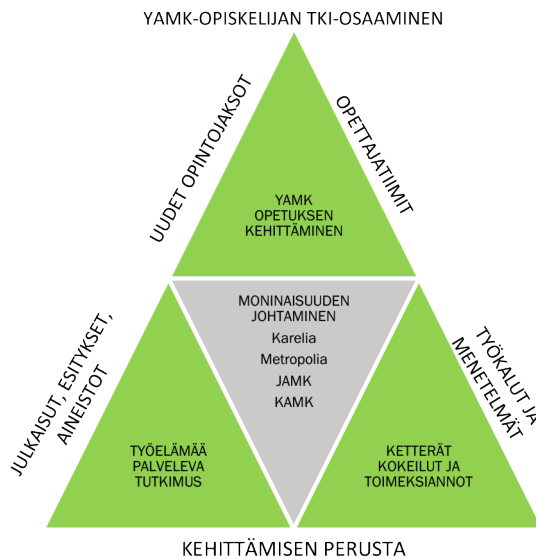 YAMK-OPISKELIJAN TKI-OSAAMINEN
UUDET OPINTOJAKSOT
OPETTAJATIIMIT
YAMK
OPETUKSEN
KEHITTÄMINEN
MONINAISUUDEN
JOHTAMINEN
Karelia
Metropolia
JAMK
KAMK
JULKAISUT, ESITYKSET,
AINEISTOT
TYÖKALUT JA
MENETELMÄT
TYÖELÄMÄÄ
PALVELEVA
TUTKIMUS
KETTERÄT
KOKEILUT JA
TOIMEKSIANNOT
KEHITTÄMISEN PERUSTA